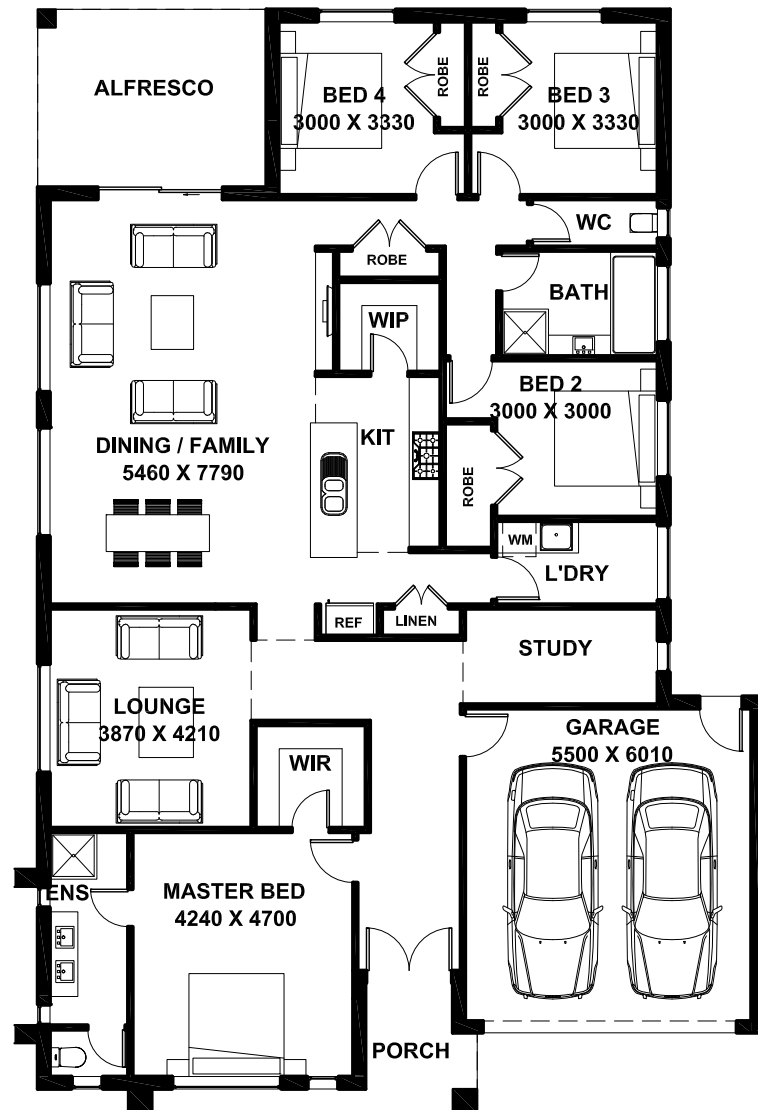 ALFRESCO
BED 4
3000 X 3330
ROBE
ROBE
BED 3
3000 X 3330
WC
ROBE
BATH
WIP
BED 2
3000 X 3000
KIT
DINING / FAMILY
5460 X 7790
ROBE
WM
L'DRY
REF
LINEN
STUDY
LOUNGE
3870 X 4210
GARAGE
5500 X 6010
WIR
ENS
MASTER BED
4240 X 4700
PORCH